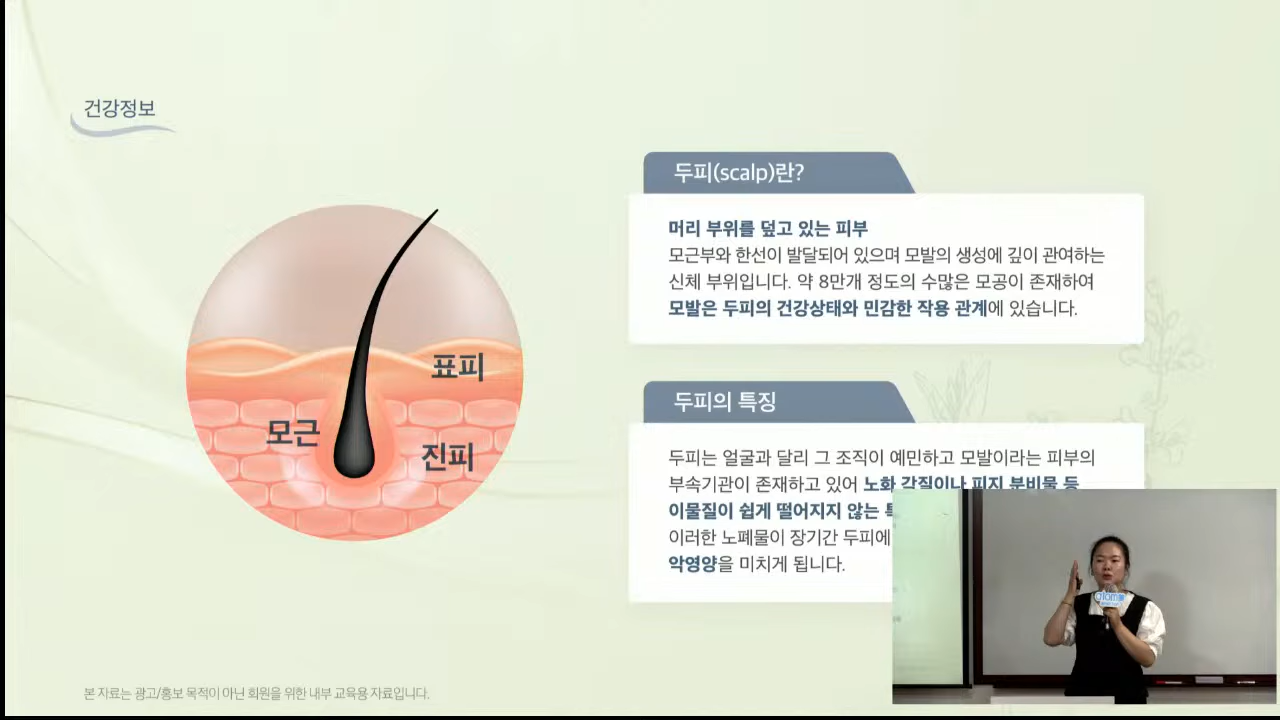 건강정보
두피(scalp)란?
머리 부위를 덮고 있는 피부
모근부와 한선이 발달되어 있으며 모발의 생성에 깊이 관여하는
신체 부위입니다. 약 8만개 정도의 수많은 모공이 존재하여
모발은 두피의 건강상태와 민감한 작용 관계에 있습니다.
표피
모근
진피
두피의 특징
두피는 얼굴과 달리 그 조직이 예민하고 모발이라는 피부의
부속기관이 존재하고 있어 노화 각질이나 피지 분비물 등
이물질이 쉽게 떨어지지 않는
이러한 노폐물이 장기간 두피에
악영양을 미치게 됩니다.
본 자료는 광고/홍보 목적이 아닌 회원을 위한 내부 교육용 자료입니다.